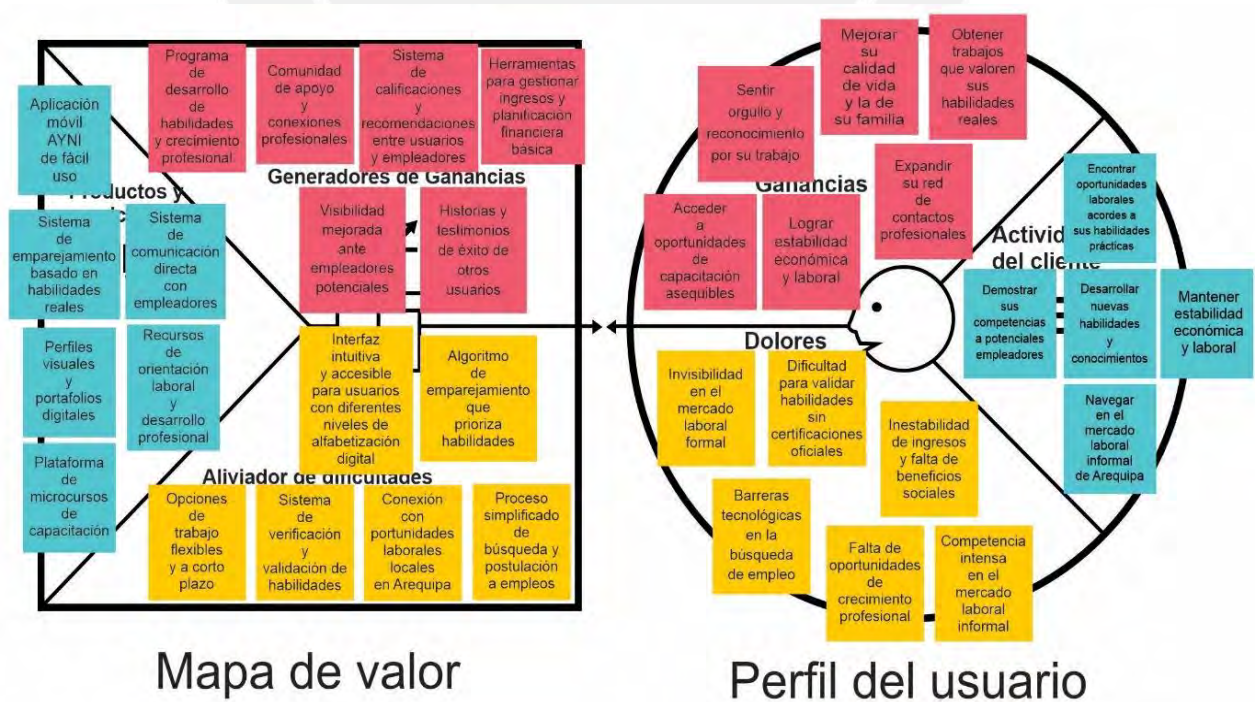 Programa
de
desarrollo
de
habilidades
y crecimiento
profesional
Comunidad
de apoyo
y
conexiones
profesionales
Sistema
de
calificaciones
y
recomendaciones
entre usuarios
y empleadores
Herramientas
para gestionar
ingresos y
planificación
financiera
básica
Aplicación
móvil
AYNI
de fácil
uso
Productos y
Generadores de Ganancias
Sistema
de
emparejamiento
basado en
habilidades
reales
Sistema
de
comunicación
directa
con
empleadores
Visibilidad
mejorada
ante
empleadores
potenciales
Historias y
testimonios
de éxito de
otros
usuarios
Perfiles
visuales
y
portafolios
digitales
Recursos
de
orientación
laboral
y
desarrollo
profesional
Interfaz
intuitiva
y accesible
para usuarios
con diferentes
niveles de
alfabetización
digital
Algoritmo
de
emparejamiento
que
prioriza
habilidades
Plataforma
de
microcursos
de
capacitación
Aliviador de dificultades
Opciones
de
trabajo
flexibles
y a corto
plazo
Sistema
de
verificación
y
validación de
habilidades
Conexión
con
portunidades
laborales
locales
en Arequipa
Proceso
simplificado
de
búsqueda y
postulación
a empleos
Mapa de valor
Sentir
orgullo y
reconocimiento
por su trabajo
Mejorar
su
calidad
de vida
y la de
su familia
Obtener
trabajos
que valoren
sus
habilidades
reales
Ganancias
Acceder
a
oportunidades
de
capacitación
asequibles
Lograr
estabilidad
económica
y laboral
Expandir
su red
de
contactos
profesionales
Activid
del cliente
Encontrar
oportunidades
laborales
acordes a
sus habilidades
prácticas
Demostrar
sus
competencias
a potenciales
empleadores
Desarrollar
nuevas
habilidades
y
conocimientos
Mantener
estabilidad
económica
y laboral
Navegar
en el
mercado
laboral
informal
de Arequipa
Dolores
Invisibilidad
en el
mercado
laboral
formal
Dificultad
para validar
habilidades
sin
certificaciones
oficiales
Inestabilidad
de ingresos
y falta de
beneficios
sociales
Barreras
tecnológicas
en la
búsqueda
de empleo
Falta de
oportunidades
de
crecimiento
profesional
Competencia
intensa
en el
mercado
laboral
informal
Perfil del usuario